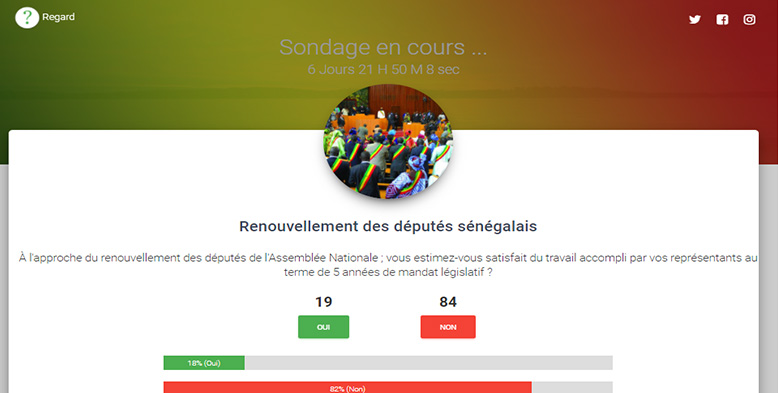 ?
Regard
Sondage en cours ...
6 Jours 21 H 50 M 8 sec
Renouvellement des députés sénégalais
À l'approche du renouvellement des députés de l'Assemblée Nationale ; vous estimez-vous satisfait du travail accompli par vos représentants au
terme de 5 années de mandat législatif ?
19 84
OUI NON
18% (Oui)
82% (Non)